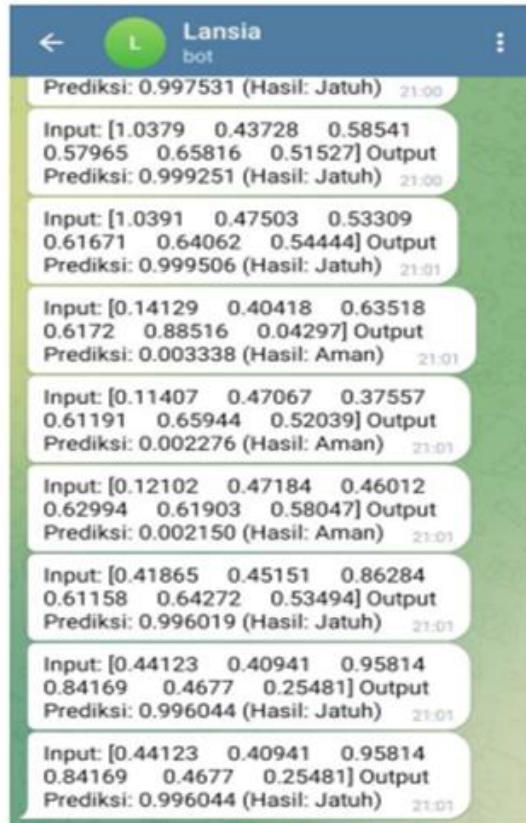 L
Lansia
bot
Prediksi: 0.997531 (Hasil: Jatuh) 21:00
Input: [1.0379 0.43728 0.58541
0.57965 0.65816 0.51527] Output
Prediksi: 0.999251 (Hasil: Jatuh) 21:00
Input: [1.0391 0.47503 0.53309
0.61671 0.64062 0.54444] Output
Prediksi: 0.999506 (Hasil: Jatuh) 21:01
Input: [0.14129 0.40418 0.63518
0.6172 0.88516 0.04297] Output
Prediksi: 0.003338 (Hasil: Aman) 21:01
Input: [0.11407 0.47067 0.37557
0.61191 0.65944 0.52039] Output
Prediksi: 0.002276 (Hasil: Aman) 21:01
Input: [0.12102 0.47184 0.46012
0.62994 0.61903 0.58047] Output
Prediksi: 0.002150 (Hasil: Aman) 21:01
Input: [0.41865 0.45151 0.86284
0.61158 0.64272 0.53494] Output
Prediksi: 0.996019 (Hasil: Jatuh) 21:01
Input: [0.44123 0.40941 0.95814
0.84169 0.4677 0.25481] Output
Prediksi: 0.996044 (Hasil: Jatuh) 21:01
Input: [0.44123 0.40941 0.95814
0.84169 0.4677 0.25481] Output
Prediksi: 0.996044 (Hasil: Jatuh) 21:01